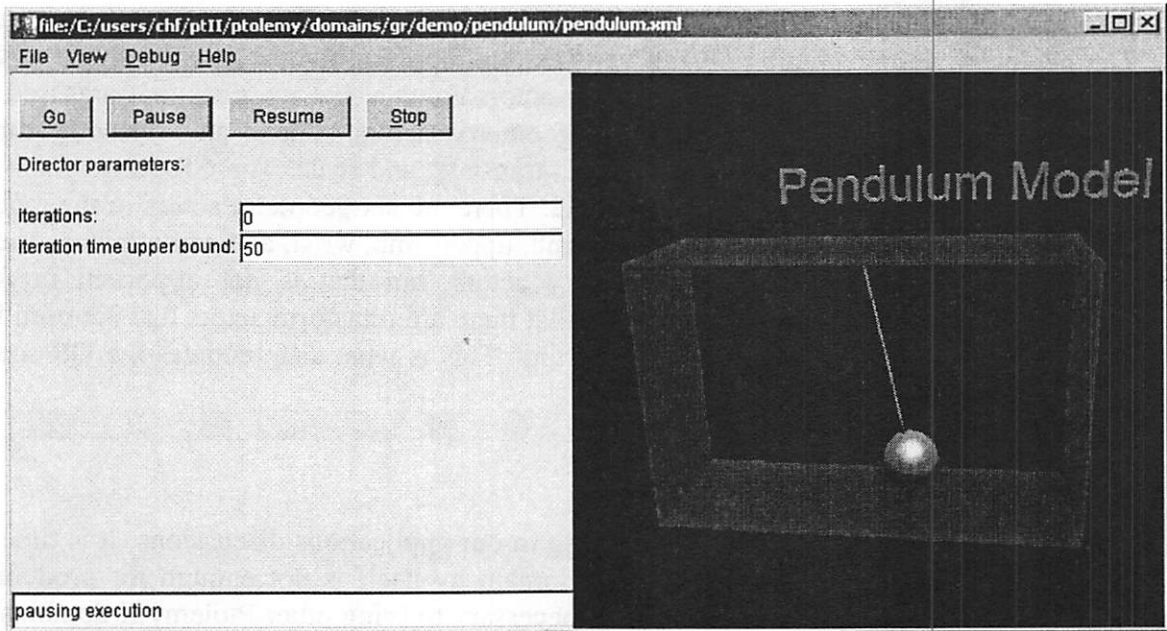 file:/C:/users/chf/ptII/ptolemy/domains/gr/demo/pendulum/pendulum.xml
File View Debug Help
Go Pause Resume Stop
Director parameters:
Iterations: 0
Iteration time upper bound: 50
Pendulum Model
pausing execution